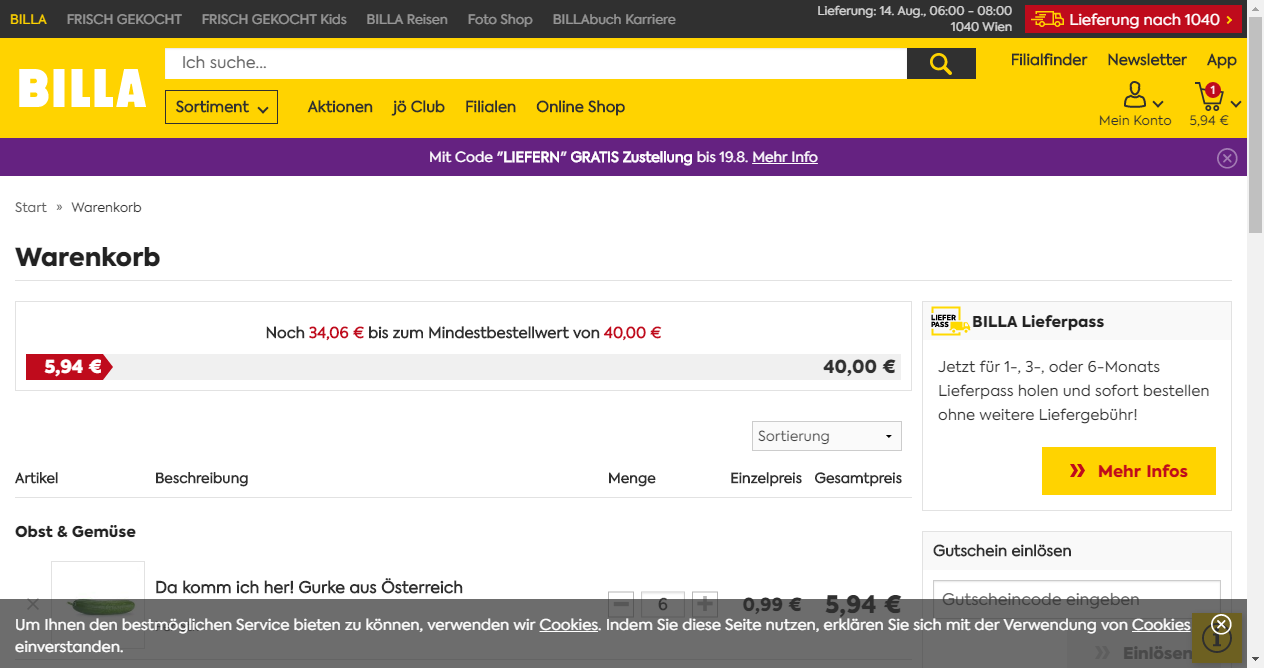 BILLA FRISCH GEKOCHT FRISCH GEKOCHT Kids BILLA Reisen Foto Shop BILLAbuch Karriere
Lieferung: 14. Aug., 06:00 - 08:00
1040 Wien
Lieferung nach 1040
BILLA
Ich suche...
Filialfinder Newsletter App
Sortiment Aktionen jö Club Filialen Online Shop
1
Mein Konto 5,94 €
Mit Code "LIEFERN" GRATIS Zustellung bis 19.8. Mehr Info
Start » Warenkorb
Warenkorb
Noch 34,06 € bis zum Mindestbestellwert von 40,00 €
5,94 € 40,00 €
LIEFER
PASS
BILLA Lieferpass
Jetzt für 1-, 3-, oder 6-Monats
Lieferpass holen und sofort bestellen
ohne weitere Liefergebühr!
Mehr Infos
Sortierung
Artikel Beschreibung Menge Einzelpreis Gesamtpreis
Obst & Gemüse
Gutschein einlösen
Da komm ich her! Gurke aus Österreich
6 0,99 € 5,94 €
Gutscheincode eingeben
Um Ihnen den bestmöglichen Service bieten zu können, verwenden wir Cookies. Indem Sie diese Seite nutzen, erklären Sie sich mit der Verwendung von Cookies
einverstanden.
Einlösen